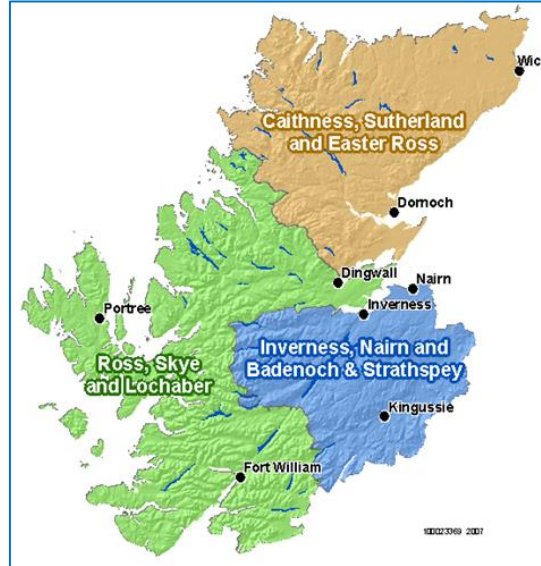 Wic
Caithness, Sutherland
and Easter Ross
Dornoch
Dingwall
Nairn
Portree
Inverness
Ross, Skye
and Lochaber
Inverness, Nairn and
Badenoch & Strathspey
Kingussie
Fort William
100023369 2007